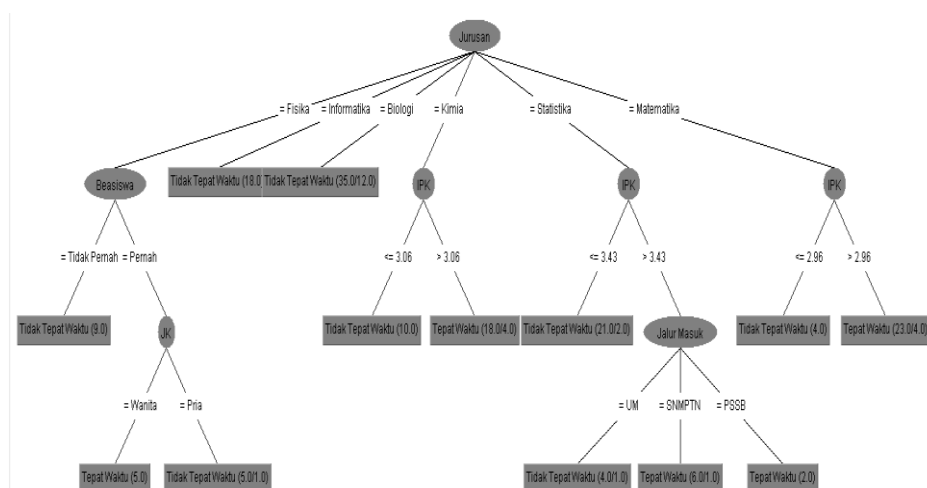 Jurusan
= Fisika = Informatika = Biologi = Kimia = Statistika = Matematika
Beasiswa Tidak Tepat Waktu (18.0) Tidak Tepat Waktu (35.0/12.0) IPK IPK IPK
= Tidak Pernah = Pernah <= 3.06 > 3.06 <= 3.43 > 3.43 <= 2.96 > 2.96
Tidak Tepat Waktu (9.0) JK Tidak Tepat Waktu (10.0) Tepat Waktu (18.0/4.0) Tidak Tepat Waktu (21.0/2.0) Jalur Masuk Tidak Tepat Waktu (4.0) Tepat Waktu (23.0/4.0)
= Wanita = Pria = UM = SNMPTN = PSSB
Tepat Waktu (5.0) Tidak Tepat Waktu (5.0/1.0) Tidak Tepat Waktu (4.0/1.0) Tepat Waktu (6.0/1.0) Tepat Waktu (2.0)